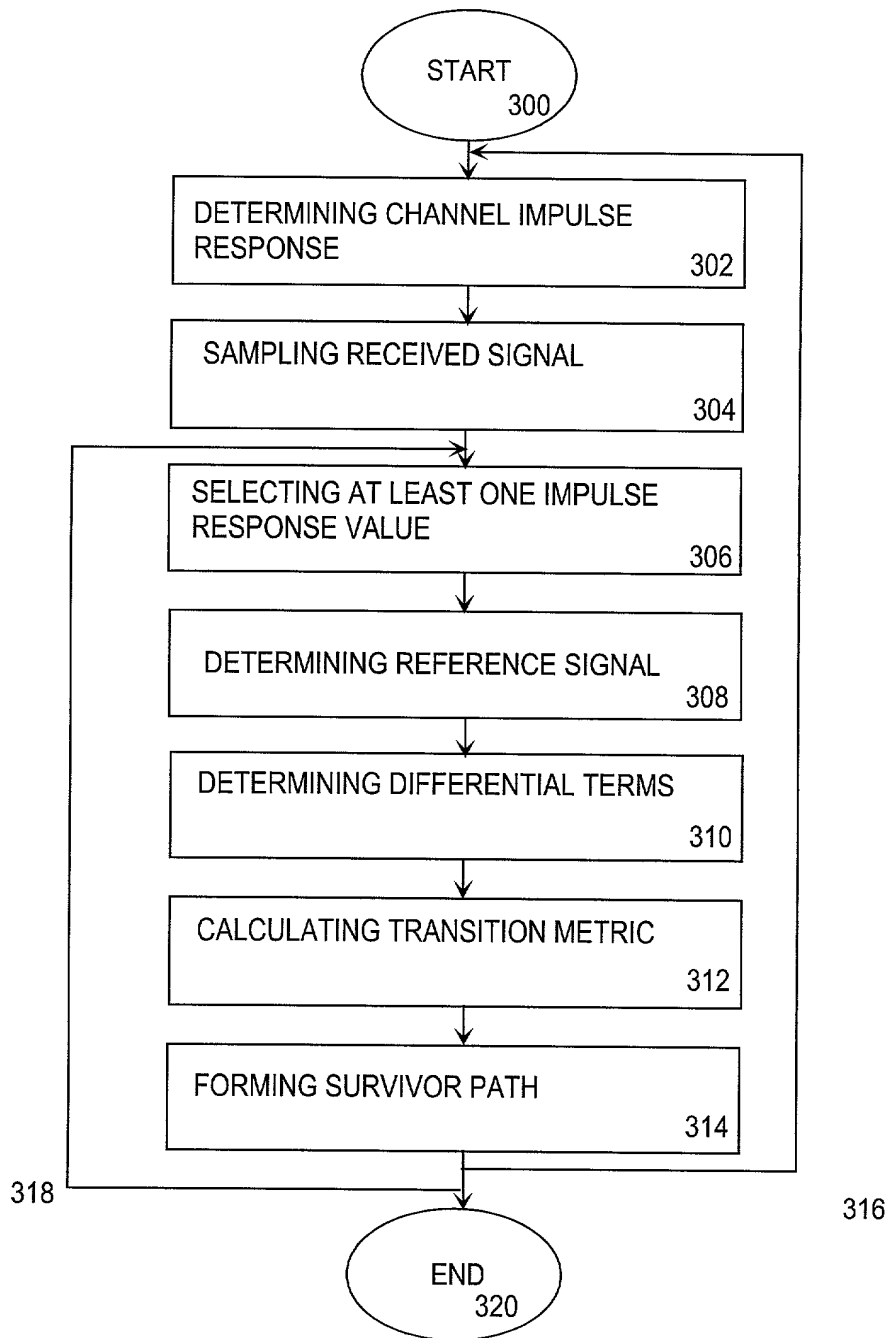 START
300
DETERMINING CHANNEL IMPULSE
RESPONSE
302
SAMPLING RECEIVED SIGNAL
304
SELECTING AT LEAST ONE IMPULSE
RESPONSE VALUE
306
DETERMINING REFERENCE SIGNAL
308
DETERMINING DIFFERENTIAL TERMS
310
CALCULATING TRANSITION METRIC
312
FORMING SURVIVOR PATH
314
318
316
END
320